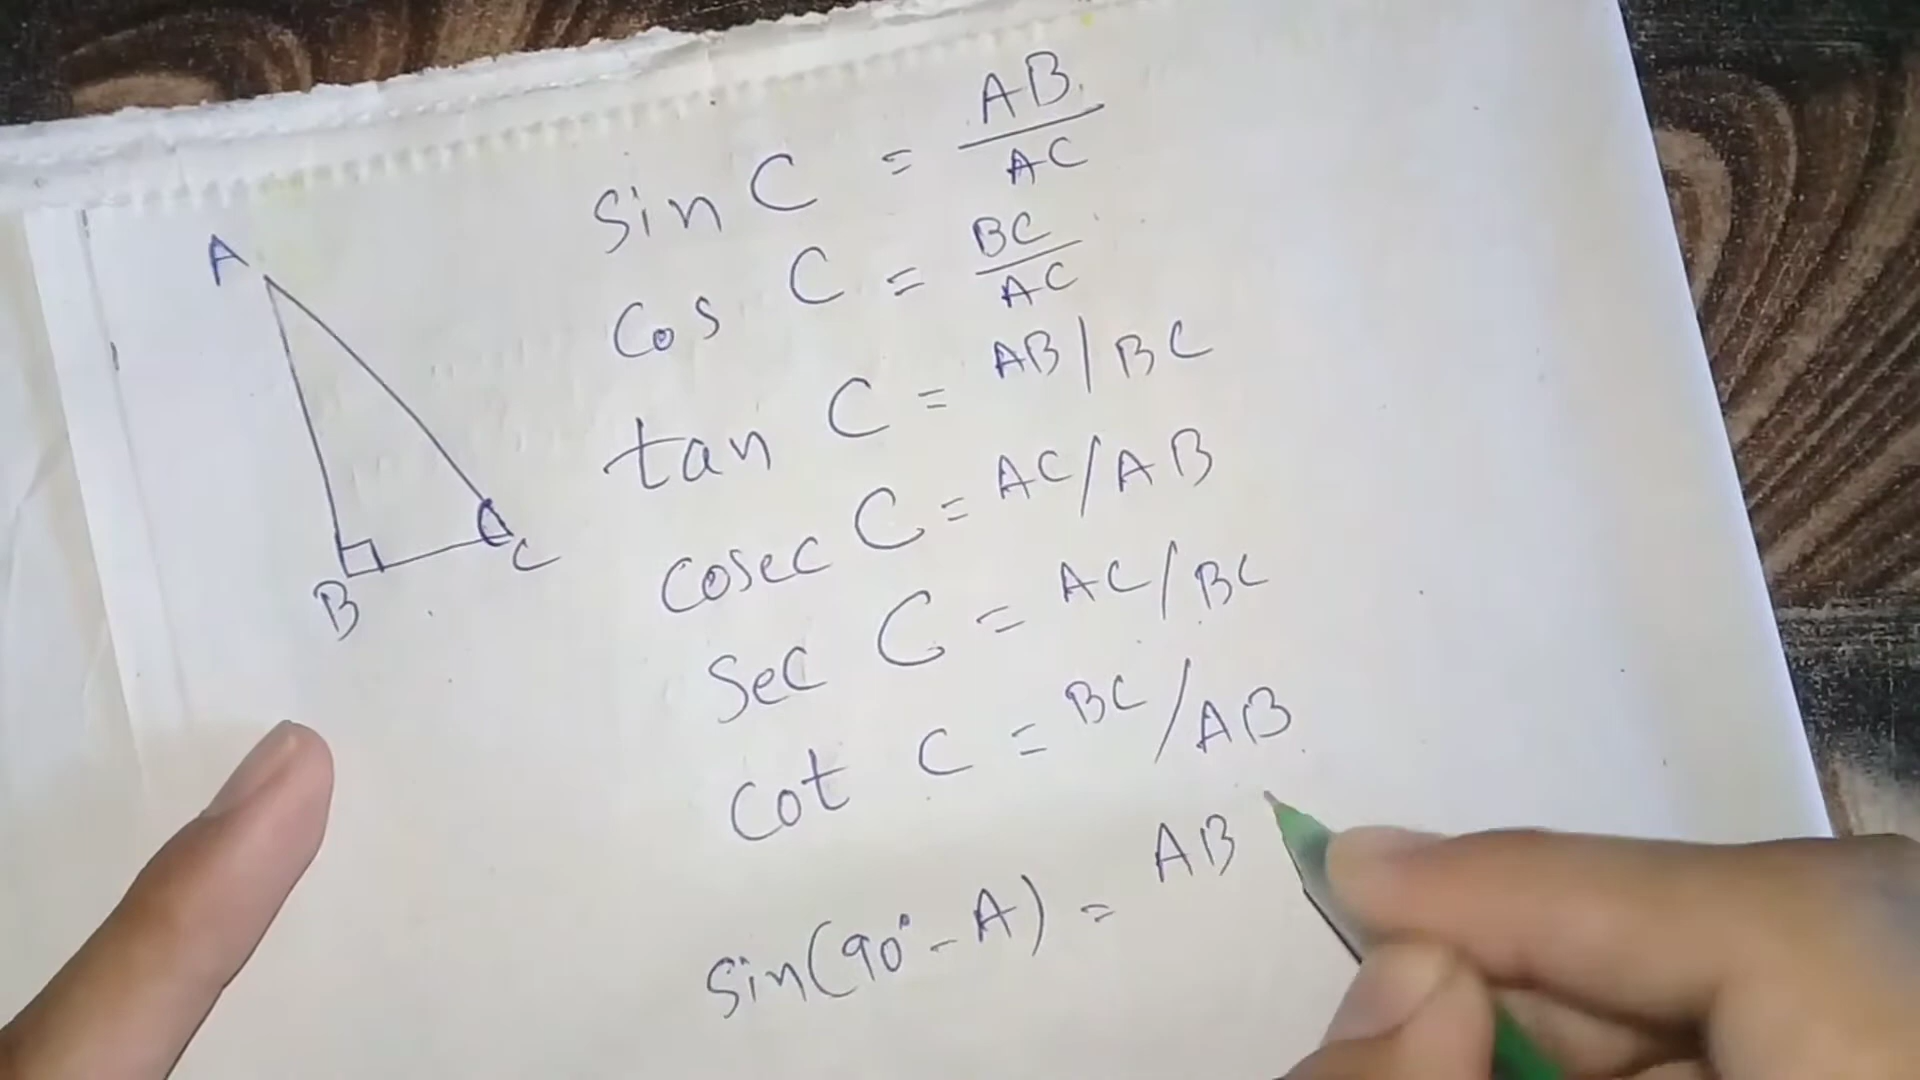 A
B
C
sin C = AB/AC
cos C = BC/AC
tan C = AB/BC
cosec C = AC/AB
sec C = AC/BC
cot C = BC/AB
sin(90° - A) = AB